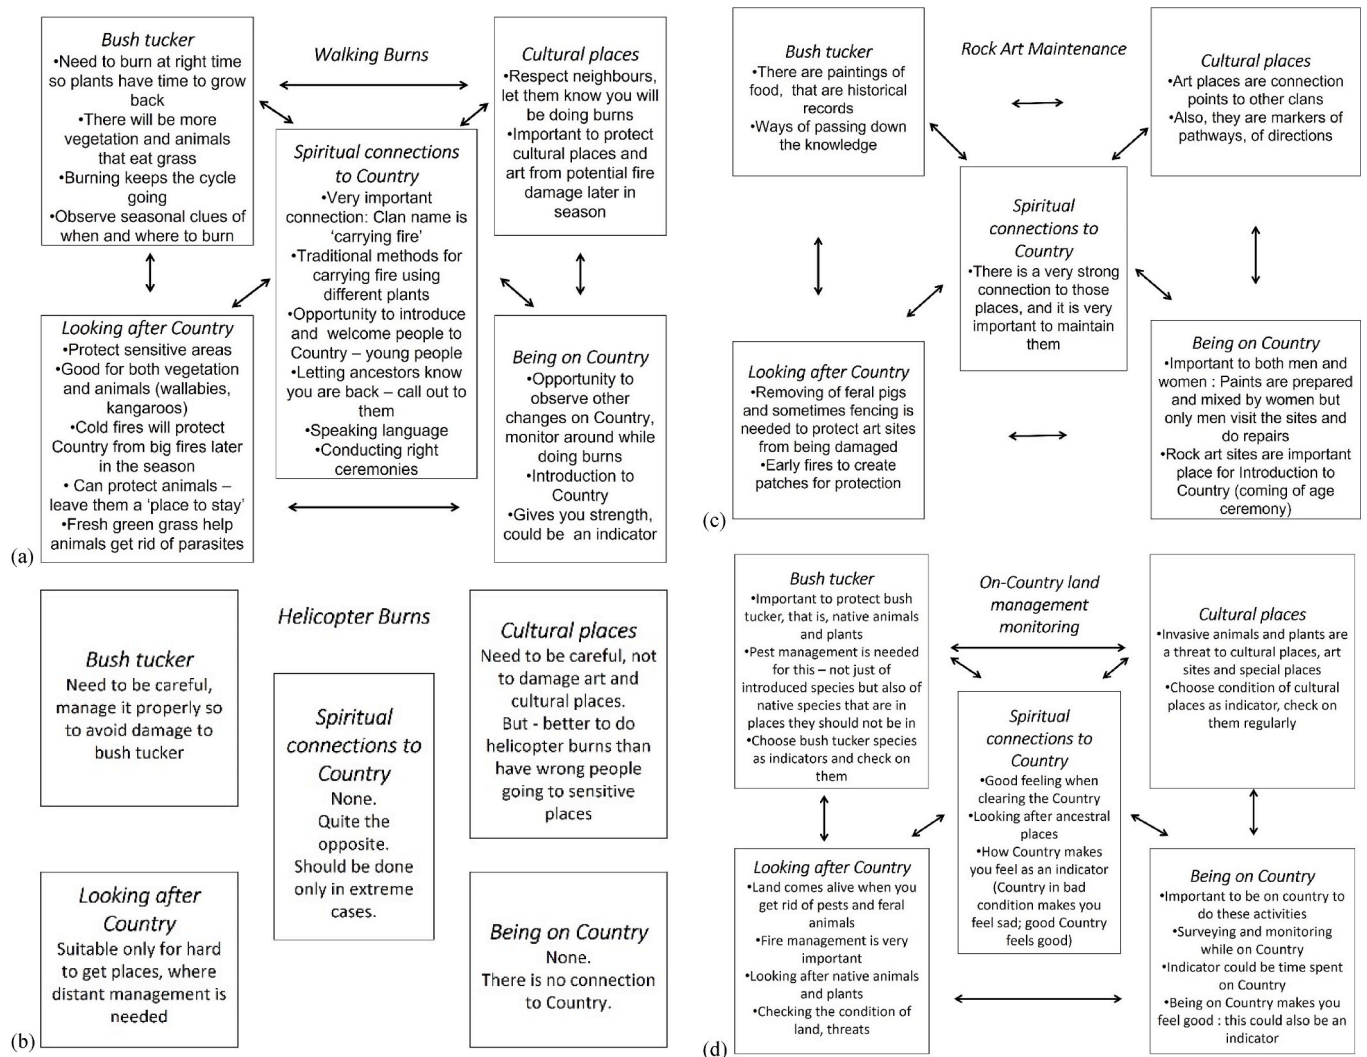 Walking Burns
Bush tucker
•Need to burn at right time
so plants have time to grow
back
•There will be more
vegetation and animals
that eat grass
•Burning keeps the cycle
going
•Observe seasonal clues of
when and where to burn
Cultural places
•Respect neighbours,
let them know you will
be doing burns
•Important to protect
cultural places and
art from potential fire
damage later in
season
Spiritual connections
to Country
•Very important
connection: Clan name is
‘carrying fire’
•Traditional methods for
carrying fire using
different plants
•Opportunity to introduce
and welcome people to
Country – young people
•Letting ancestors know
you are back – call out to
them
•Speaking language
•Conducting right
ceremonies
Looking after Country
•Protect sensitive areas
•Good for both vegetation
and animals (wallabies,
kangaroos)
•Cold fires will protect
Country from big fires later
in the season
• Can protect animals –
leave them a ‘place to stay’
•Fresh green grass help
animals get rid of parasites
Being on Country
•Opportunity to
observe other
changes on Country,
monitor around while
doing burns
•Introduction to
Country
•Gives you strength,
could be an indicator
(a)
Helicopter Burns
Bush tucker
Need to be careful,
manage it properly so
to avoid damage to
bush tucker
Cultural places
Need to be careful, not
to damage art and
cultural places.
But - better to do
helicopter burns than
have wrong people
going to sensitive
places
Spiritual
connections to
Country
None.
Quite the
opposite.
Should be done
only in extreme
cases.
Looking after
Country
Suitable only for hard
to get places, where
distant management is
needed
Being on Country
None.
There is no connection
to Country.
(b)
Rock Art Maintenance
Bush tucker
•There are paintings of
food, that are historical
records
•Ways of passing down
the knowledge
Cultural places
•Art places are connection
points to other clans
•Also, they are markers of
pathways, of directions
Spiritual
connections to
Country
•There is a very strong
connection to those
places, and it is very
important to maintain
them
Looking after Country
•Removing of feral pigs
and sometimes fencing is
needed to protect art sites
from being damaged
•Early fires to create
patches for protection
Being on Country
•Important to both men and
women : Paints are prepared
and mixed by women but
only men visit the sites and
do repairs
•Rock art sites are important
place for Introduction to
Country (coming of age
ceremony)
(c)
On-Country land
management
monitoring
Bush tucker
•Important to protect bush
tucker, that is, native animals
and plants
•Pest management is needed
for this – not just of
introduced species but also of
native species that are in
places they should not be in
•Choose bush tucker species
as indicators and check on
them
Cultural places
•Invasive animals and plants are
a threat to cultural places, art
sites and special places
•Choose condition of cultural
places as indicator, check on
them regularly
Spiritual
connections to
Country
•Good feeling when
clearing the Country
•Looking after ancestral
places
•How Country makes
you feel as an indicator
(Country in bad
condition makes you
feel sad; good Country
feels good)
Looking after Country
•Land comes alive when you
get rid of pests and feral
animals
•Fire management is very
important
•Looking after native animals
and plants
•Checking the condition of
land, threats
Being on Country
•Important to be on country to
do these activities
•Surveying and monitoring
while on Country
•Indicator could be time spent
on Country
•Being on Country makes you
feel good : this could also be an
indicator
(d)